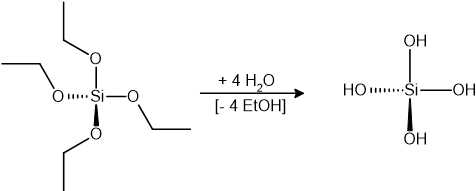 O
O
Si
O
O
+ 4 H₂O
[- 4 EtOH]
OH
HO
Si
OH
OH